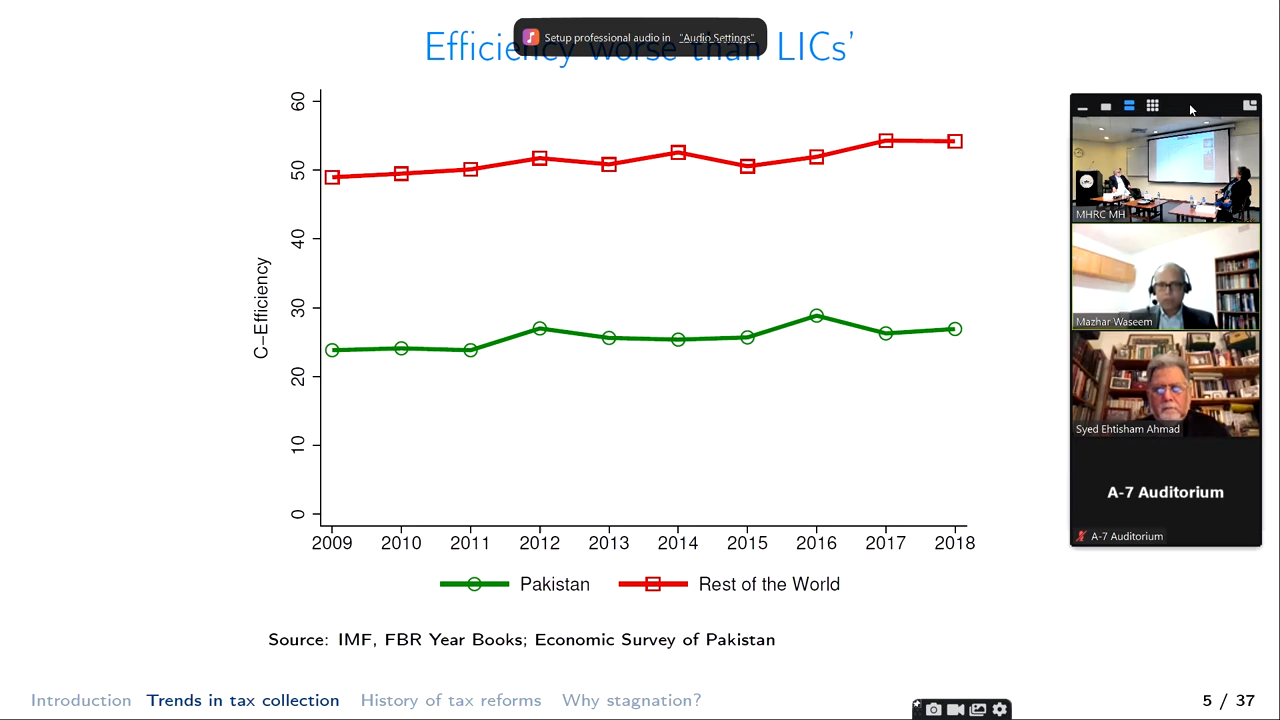 Setup professional audio in "Audio Settings"
Efficiency worse than LICs'
60
50
40
30
20
10
0
C−Efficiency
2009 2010 2011 2012 2013 2014 2015 2016 2017 2018
Pakistan
Rest of the World
Source: IMF, FBR Year Books; Economic Survey of Pakistan
MHRC MH
Mazhar Waseem
Syed Ehtisham Ahmad
A-7 Auditorium
A-7 Auditorium
Introduction Trends in tax collection History of tax reforms Why stagnation?
5 / 37